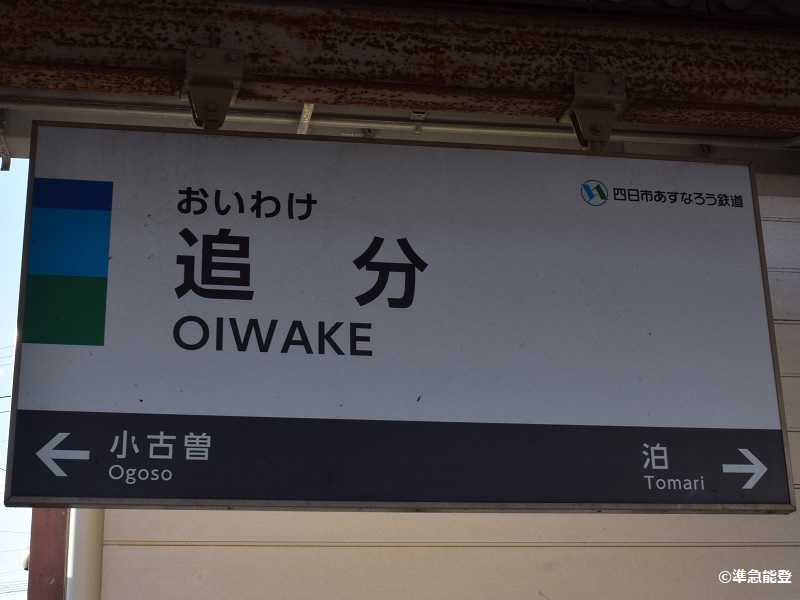 四日市あすなろう鉄道
おいわけ
追分
OIWAKE
小古曽
Ogoso
泊
Tomari
©準急能登